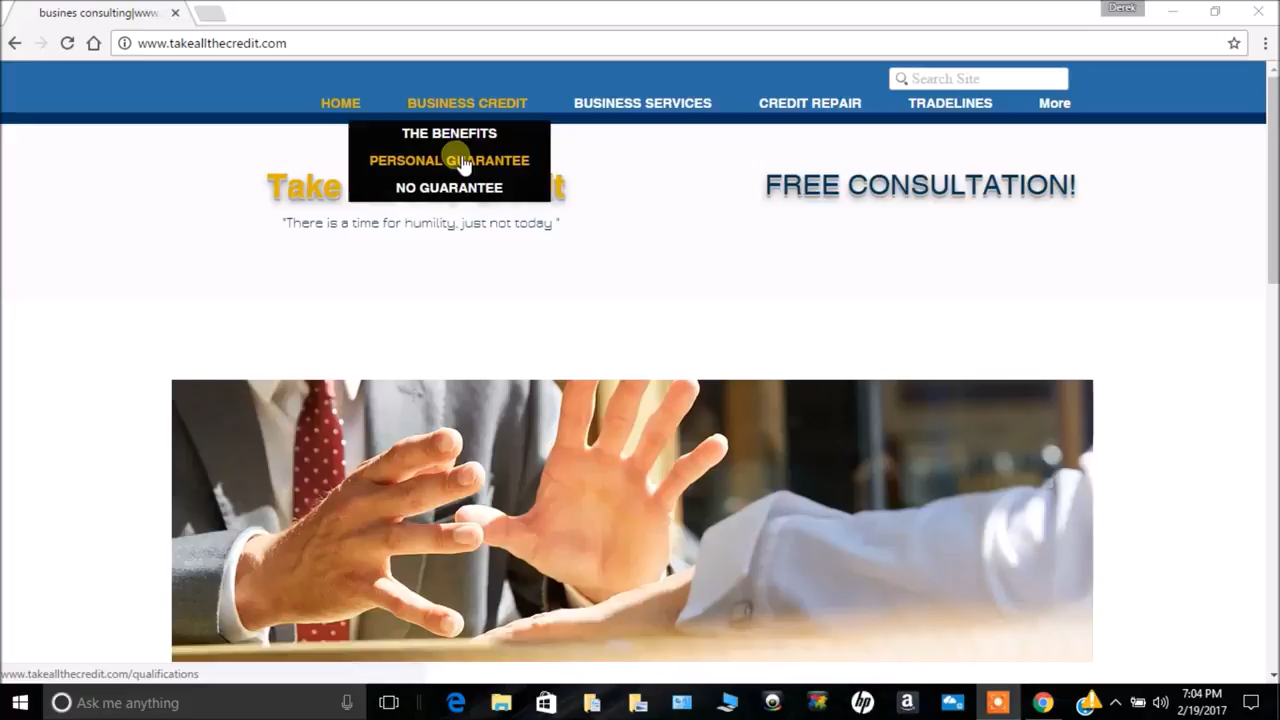 busines consulting|www.
Derek
www.takeallthecredit.com
Search Site
HOME BUSINESS CREDIT BUSINESS SERVICES CREDIT REPAIR TRADELINES More
THE BENEFITS
PERSONAL GUARANTEE
NO GUARANTEE
Take it
FREE CONSULTATION!
"There is a time for humility, just not today "
www.takeallthecredit.com/qualifications
Ask me anything
7:04 PM
2/19/2017